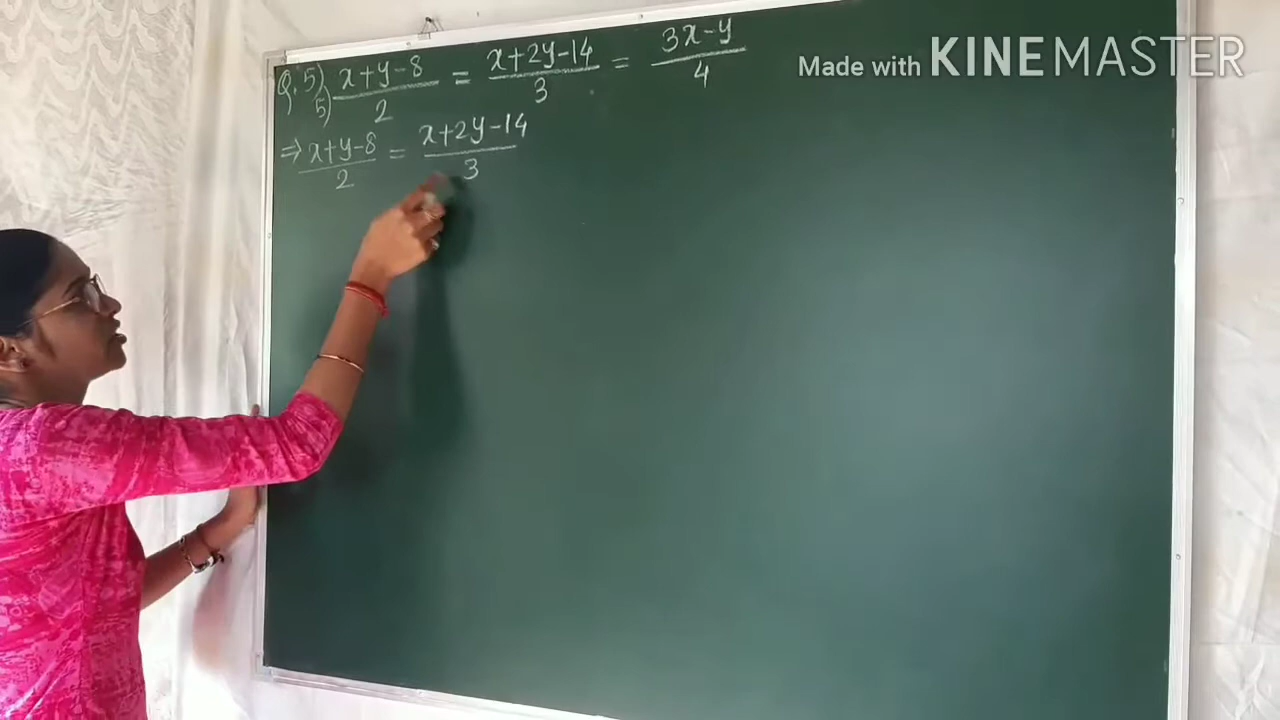 Q. 5) (x+y-8)/2 = (x+2y-14)/3 = (3x-y)/4
5)
⇒ (x+y-8)/2 = (x+2y-14)/3
Made with KINEMASTER